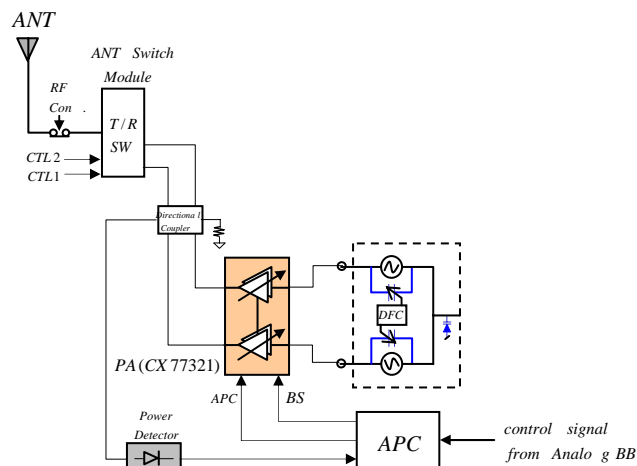 ANT
ANT Switch
Module
RF
Con .
T/R
SW
CTL2
CTL1
Directional
Coupler
DFC
PA(CX 77321)
APC
BS
Power
Detector
APC
control signal
from Analo g BB